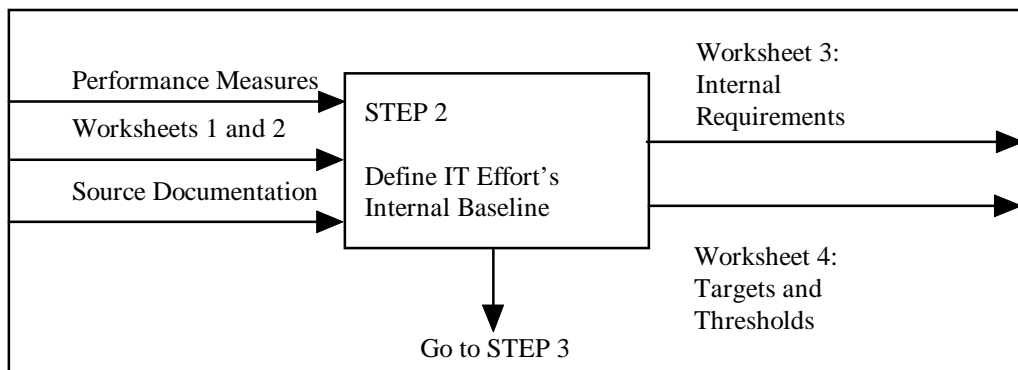 Performance Measures
Worksheets 1 and 2
Source Documentation
STEP 2
Define IT Effort's
Internal Baseline
Worksheet 3:
Internal
Requirements
Worksheet 4:
Targets and
Thresholds
Go to STEP 3